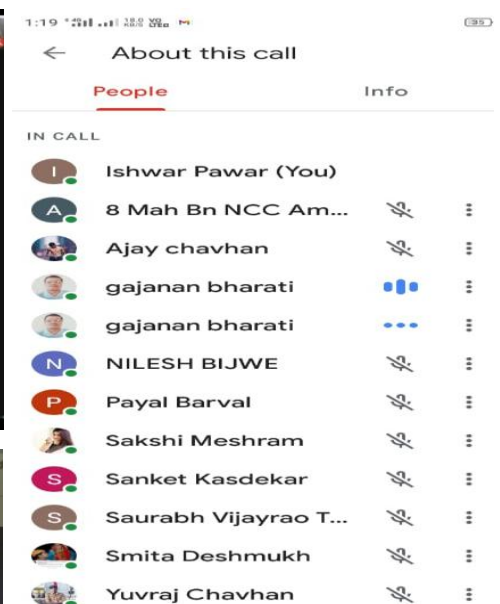 1:19
About this call
People Info
IN CALL
I Ishwar Pawar (You)
A 8 Mah Bn NCC Am...
Ajay chavhan
gajanan bharati
gajanan bharati
N NILESH BIJWE
P Payal Barval
Sakshi Meshram
S Sanket Kasdekar
S Saurabh Vijayrao T...
Smita Deshmukh
Yuvraj Chavhan